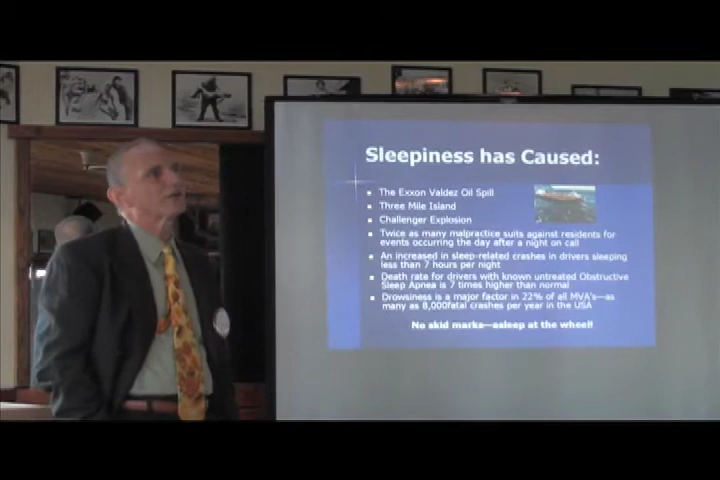 Sleepiness has Caused:
The Exxon Valdez Oil Spill
Three Mile Island
Challenger Explosion
Twice as many malpractice suits against residents for
events occurring the day after a night on call
An increased in sleep-related crashes in drivers sleeping
less than 7 hours per night
Death rate for drivers with known untreated Obstructive
Sleep Apnea is 7 times higher than normal
Drowsiness is a major factor in 22% of all MVA's—as
many as 8,000fatal crashes per year in the USA
No skid marks—asleep at the wheel!